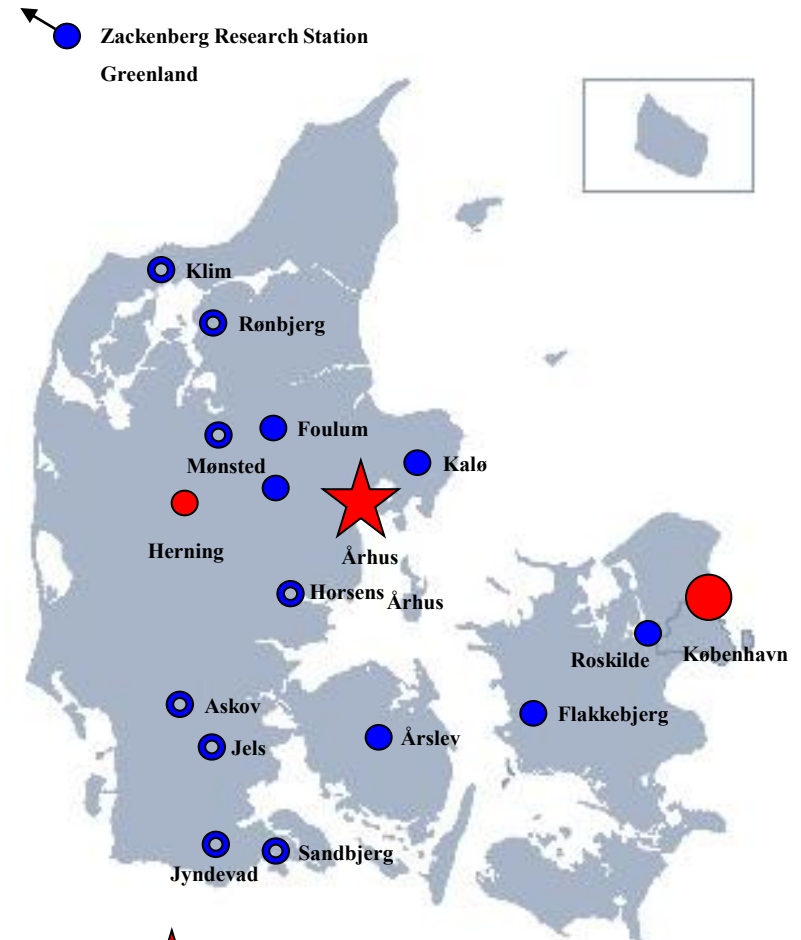 Zackenberg Research Station
Greenland
Klim
Rønbjerg
Foulum
Kalø
Mønsted
Herning
Århus
Horsens
Århus
Roskilde
København
Askov
Flakkebjerg
Årslev
Jels
Sandbjerg
Jyndevad